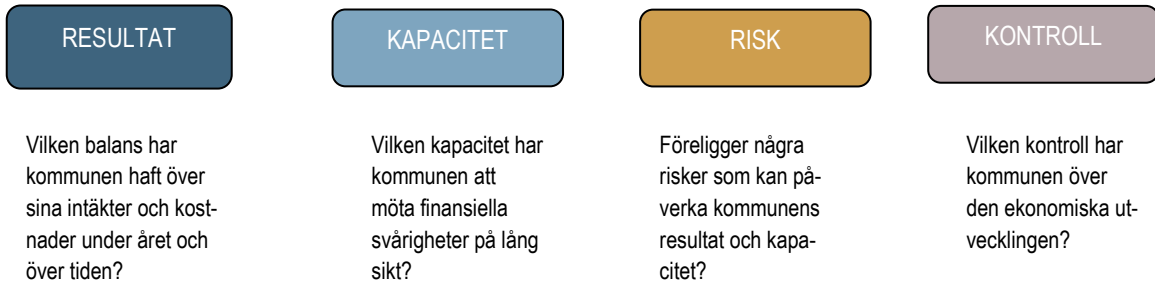 RESULTAT
Vilken balans har
kommunen haft över
sina intäkter och kost-
nader under året och
över tiden?
KAPACITET
Vilken kapacitet har
kommunen att
möta finansiella
svårigheter på lång
sikt?
RISK
Föreligger några
risker som kan på-
verka kommunens
resultat och kapa-
citet?
KONTROLL
Vilken kontroll har
kommunen över
den ekonomiska ut-
vecklingen?